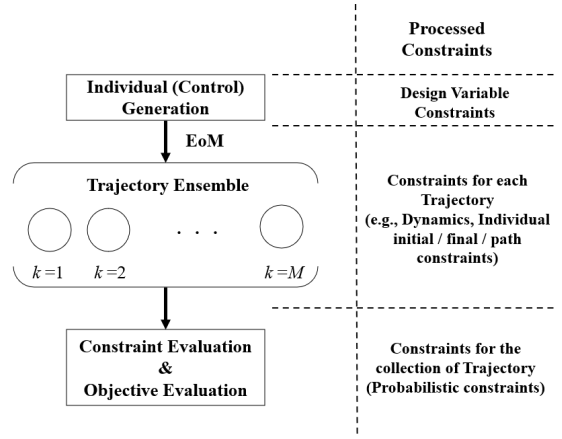 Processed
Constraints
Individual (Control)
Generation
Design Variable
Constraints
EoM
Trajectory Ensemble
. . .
k =1
k =2
k =M
Constraints for each
Trajectory
(e.g., Dynamics, Individual
initial / final / path
constraints)
Constraint Evaluation
&
Objective Evaluation
Constraints for the
collection of Trajectory
(Probabilistic constraints)